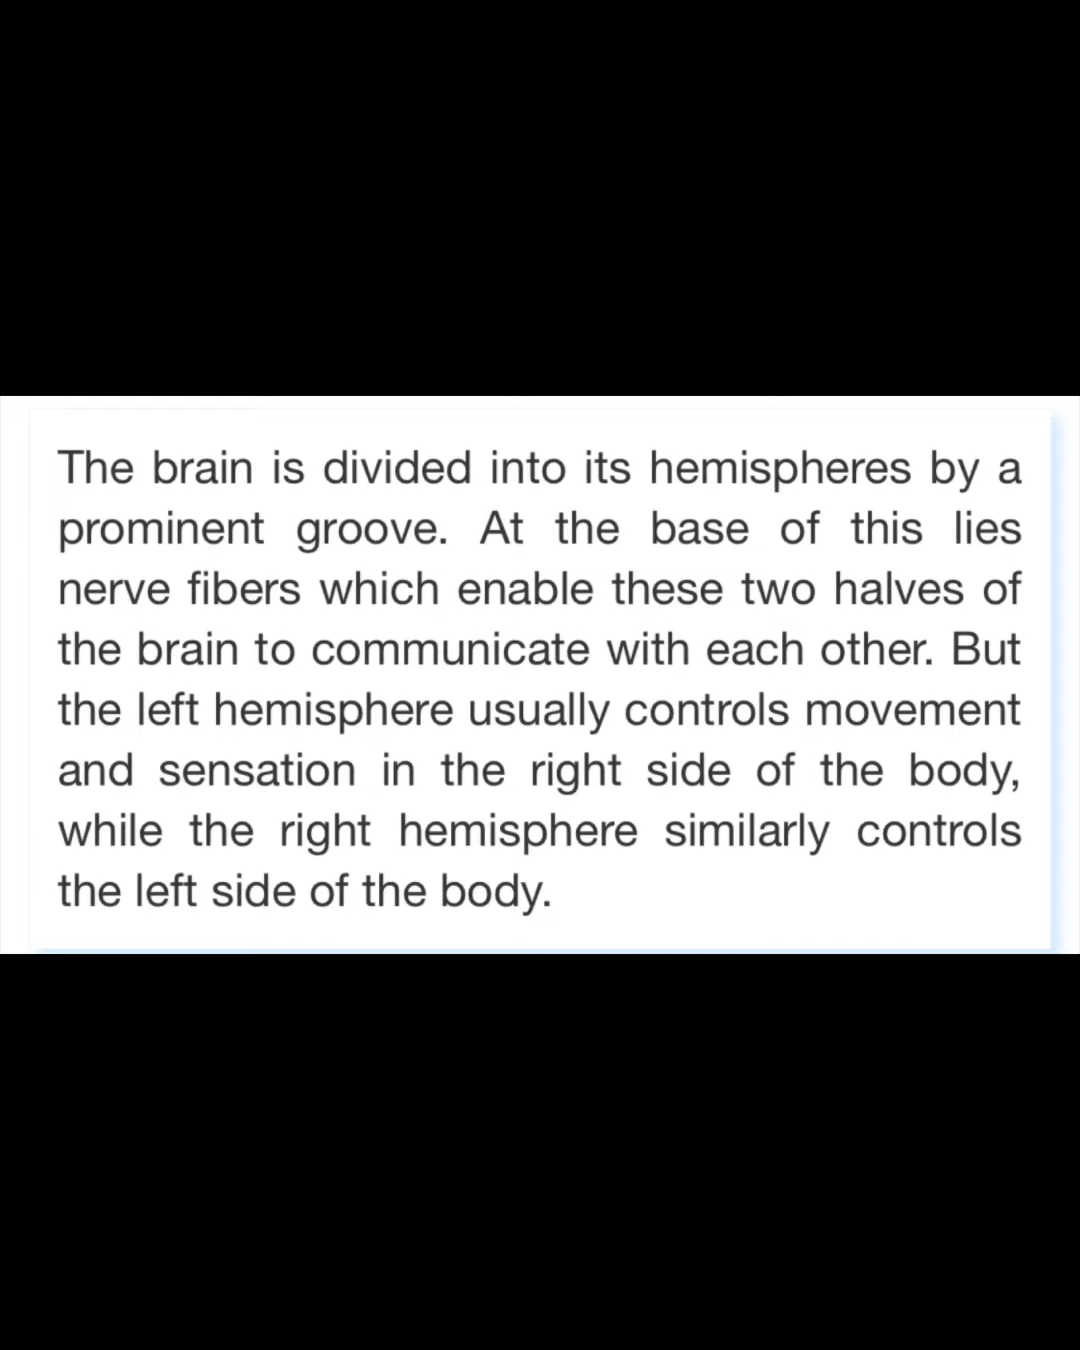 The brain is divided into its hemispheres by a
prominent groove. At the base of this lies
nerve fibers which enable these two halves of
the brain to communicate with each other. But
the left hemisphere usually controls movement
and sensation in the right side of the body,
while the right hemisphere similarly controls
the left side of the body.